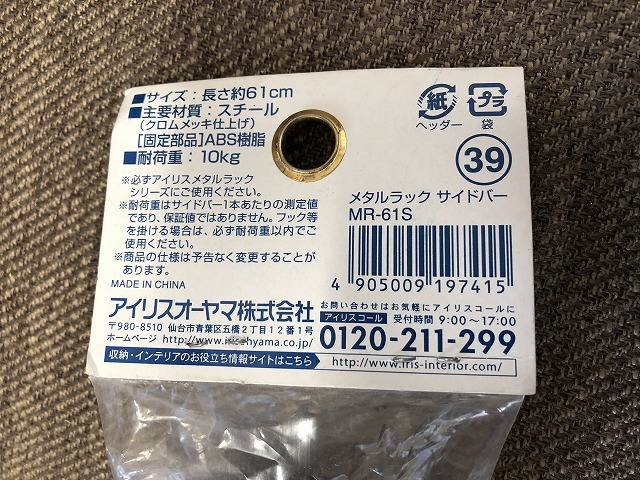 ■サイズ：長さ約61cm
■主要材質：スチール
（クロムメッキ仕上げ）
［固定部品］ABS樹脂
■耐荷重：10kg
※必ずアイリスメタルラック
シリーズにご使用ください。
※耐荷重はサイドバー1本あたりの測定値
であり、保証値ではありません。フック等
を掛ける場合は、必ず耐荷重以内でご
使用ください。
※商品の仕様は予告なく変更することが
あります。
MADE IN CHINA
紙
ヘッダー
プラ
袋
39
メタルラック サイドバー
MR-61S
4 905009 197415
アイリスオーヤマ株式会社
〒980-8510 仙台市青葉区五橋2丁目12番1号
ホームページ http://www.irisohyama.co.jp/
収納・インテリアのお役立ち情報サイトはこちら
お問い合わせはお気軽にアイリスコールに
アイリスコール 受付時間 9:00〜17:00
0120-211-299
http://www.iris-interior.com/